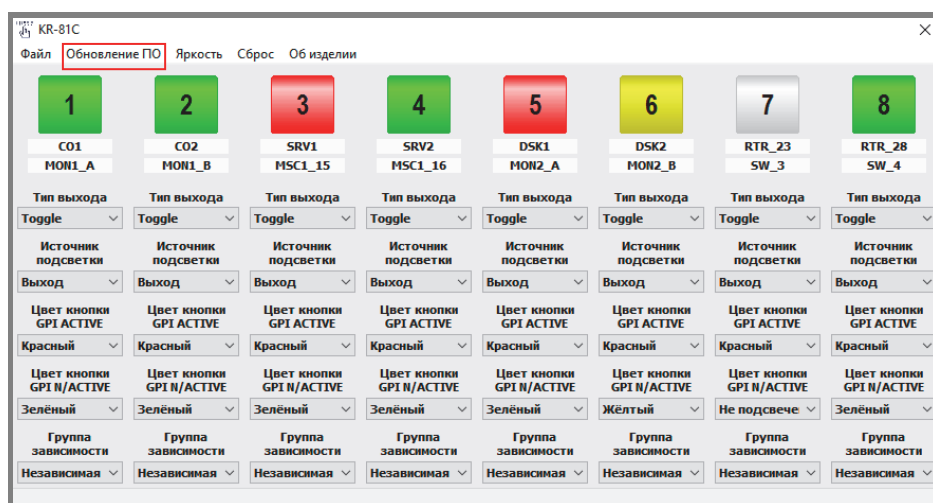 KR-81C
Файл Обновление ПО Яркость Сброс Об изделии
1 2 3 4 5 6 7 8
CO1 CO2 SRV1 SRV2 DSK1 DSK2 RTR_23 RTR_28
MON1_A MON1_B MSC1_15 MSC1_16 MON2_A MON2_B SW_3 SW_4
Тип выхода Тип выхода Тип выхода Тип выхода Тип выхода Тип выхода Тип выхода Тип выхода
Toggle Toggle Toggle Toggle Toggle Toggle Toggle Toggle
Источник Источник Источник Источник Источник Источник Источник Источник
подсветки подсветки подсветки подсветки подсветки подсветки подсветки подсветки
Выход Выход Выход Выход Выход Выход Выход Выход
Цвет кнопки Цвет кнопки Цвет кнопки Цвет кнопки Цвет кнопки Цвет кнопки Цвет кнопки Цвет кнопки
GPI ACTIVE GPI ACTIVE GPI ACTIVE GPI ACTIVE GPI ACTIVE GPI ACTIVE GPI ACTIVE GPI ACTIVE
Красный Красный Красный Красный Красный Красный Красный Красный
Цвет кнопки Цвет кнопки Цвет кнопки Цвет кнопки Цвет кнопки Цвет кнопки Цвет кнопки Цвет кнопки
GPI N/ACTIVE GPI N/ACTIVE GPI N/ACTIVE GPI N/ACTIVE GPI N/ACTIVE GPI N/ACTIVE GPI N/ACTIVE GPI N/ACTIVE
Зелёный Зелёный Зелёный Зелёный Зелёный Жёлтый Не подсвече Зелёный
Группа Группа Группа Группа Группа Группа Группа Группа
зависимости зависимости зависимости зависимости зависимости зависимости зависимости зависимости
Независимая Независимая Независимая Независимая Независимая Независимая Независимая Независимая